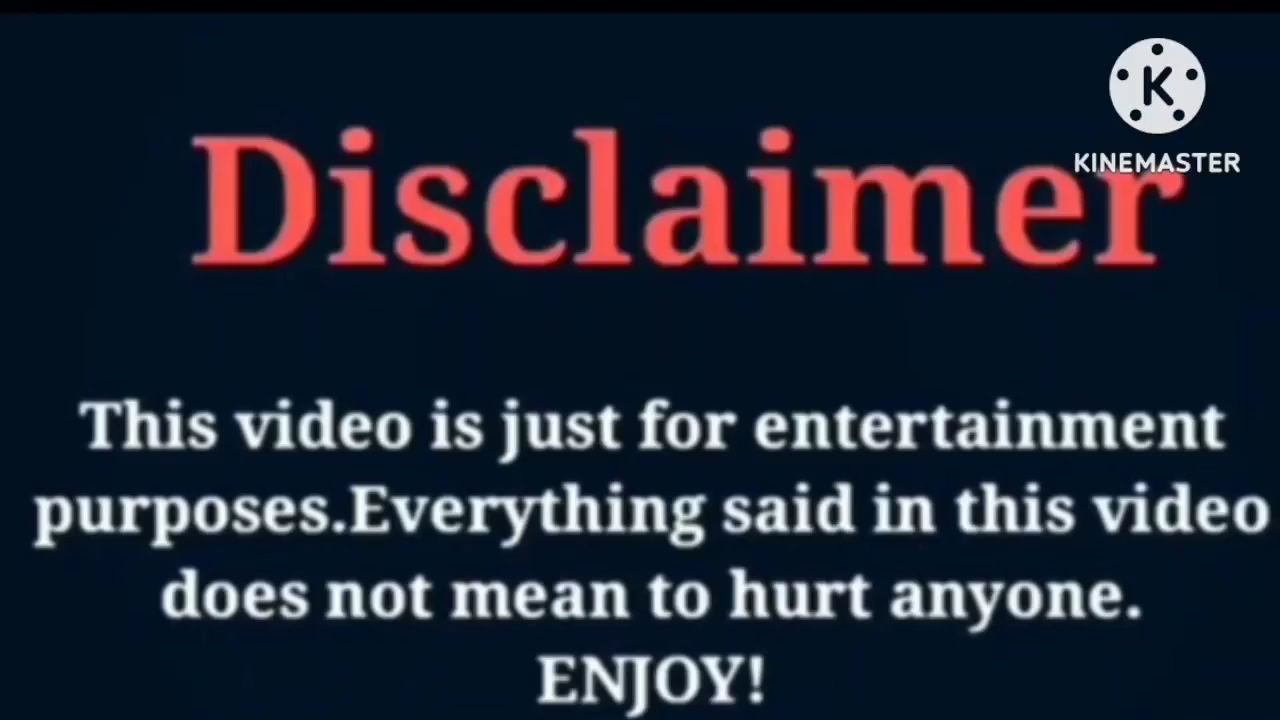 K
KINEMASTER
Disclaimer
This video is just for entertainment
purposes.Everything said in this video
does not mean to hurt anyone.
ENJOY!